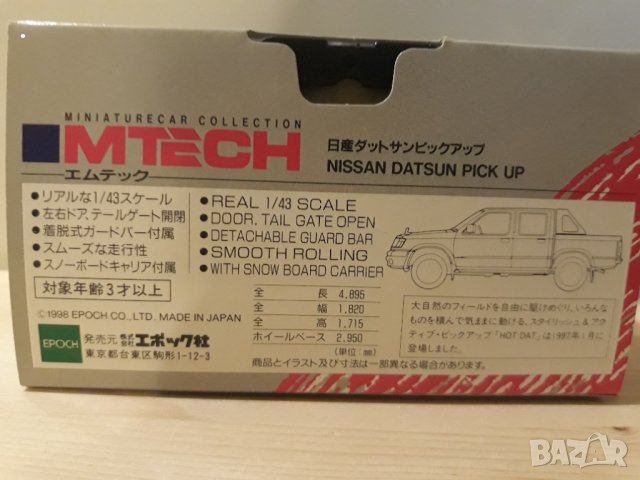 MINIATURECAR COLLECTION
MTECH
エムテック
日産ダットサンピックアップ
NISSAN DATSUN PICK UP
●リアルな1/43スケール
●左右ドア、テールゲート開閉
●着脱式ガードバー付属
●スムーズな走行性
●スノーボードキャリア付属
対象年齢3才以上
●REAL 1/43 SCALE
●DOOR, TAIL GATE OPEN
●DETACHABLE GUARD BAR
●SMOOTH ROLLING
●WITH SNOW BOARD CARRIER
全 長 4,895
全 幅 1,820
全 高 1,715
ホイールベース 2,950
(単位:㎜)
©1998 EPOCH CO., LTD. MADE IN JAPAN
EPOCH 発売元 株式会社エポック社
東京都台東区駒形1-12-3
大自然のフィールドを自由に駆けめぐり、いろんな
ものを積んで気ままに動ける、スタイリッシュ&アク
ティブ・ピックアップ「HOT DAT」は1997年1月に
登場しました。
商品とイラスト及び寸法は一部異なる場合があります。
BAZAR